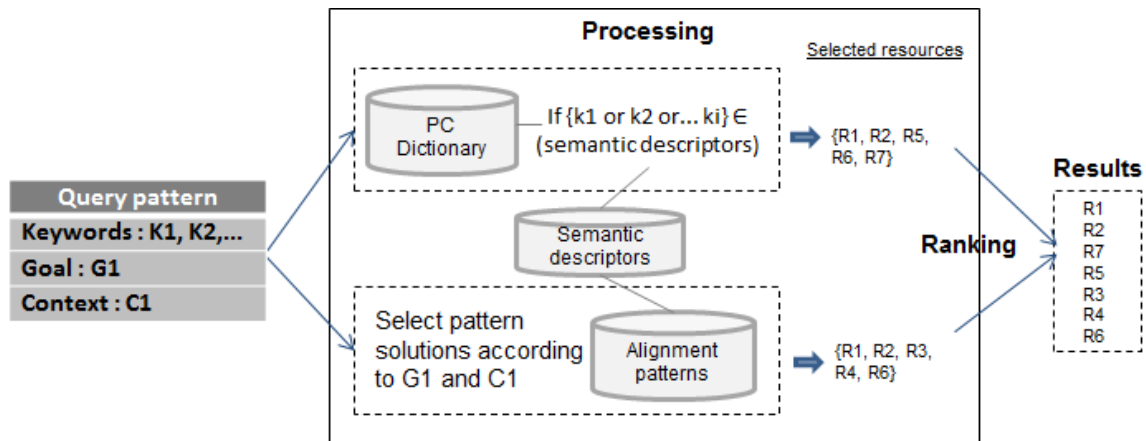 Processing
Selected resources
PC
Dictionary
If {k1 or k2 or... ki} ∈
(semantic descriptors)
{R1, R2, R5,
R6, R7}
Query pattern
Keywords : K1, K2,...
Goal : G1
Context : C1
Semantic
descriptors
Ranking
Results
R1
R2
R7
R5
R3
R4
R6
Select pattern
solutions according
to G1 and C1
Alignment
patterns
{R1, R2, R3,
R4, R6}